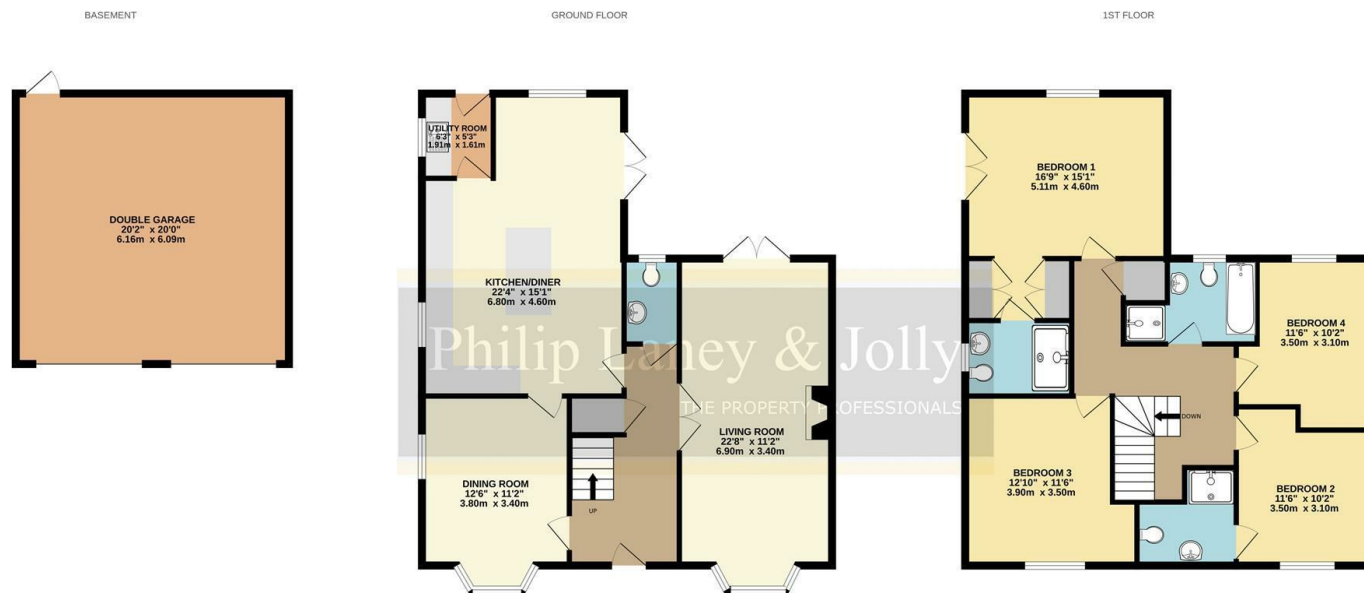 BASEMENT
GROUND FLOOR
1ST FLOOR
DOUBLE GARAGE
20'2" x 20'0"
6.16m x 6.09m
UTILITY ROOM
6'3" x 5'3"
1.91m x 1.61m
KITCHEN/DINER
22'4" x 15'1"
6.80m x 4.60m
DINING ROOM
12'6" x 11'2"
3.80m x 3.40m
UP
LIVING ROOM
22'8" x 11'2"
6.90m x 3.40m
BEDROOM 1
16'9" x 15'1"
5.11m x 4.60m
BEDROOM 4
11'6" x 10'2"
3.50m x 3.10m
DOWN
BEDROOM 3
12'10" x 11'6"
3.90m x 3.50m
BEDROOM 2
11'6" x 10'2"
3.50m x 3.10m
Philip Laney & Jolly
THE PROPERTY PROFESSIONALS